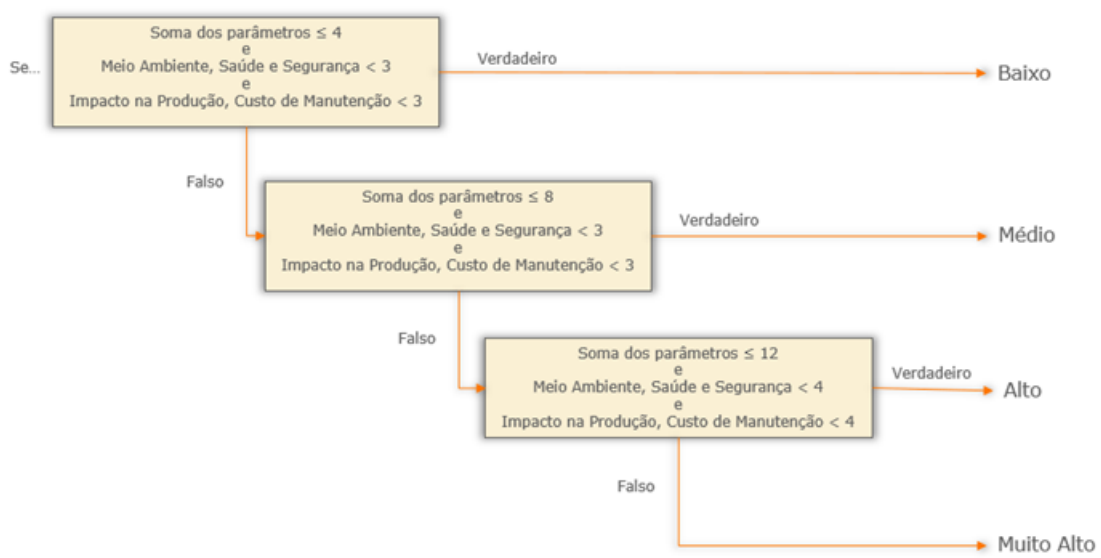 Se...
Soma dos parâmetros ≤ 4
e
Meio Ambiente, Saúde e Segurança < 3
e
Impacto na Produção, Custo de Manutenção < 3
Verdadeiro
Baixo
Falso
Soma dos parâmetros ≤ 8
e
Meio Ambiente, Saúde e Segurança < 3
e
Impacto na Produção, Custo de Manutenção < 3
Verdadeiro
Médio
Falso
Soma dos parâmetros ≤ 12
e
Meio Ambiente, Saúde e Segurança < 4
e
Impacto na Produção, Custo de Manutenção < 4
Verdadeiro
Alto
Falso
Muito Alto